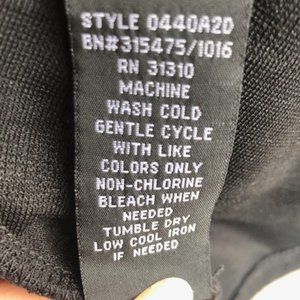 STYLE 0440A2D
BN#315475/1016
RN 31310
MACHINE
WASH COLD
GENTLE CYCLE
WITH LIKE
COLORS ONLY
NON-CHLORINE
BLEACH WHEN
NEEDED
TUMBLE DRY
LOW COOL IRON
IF NEEDED